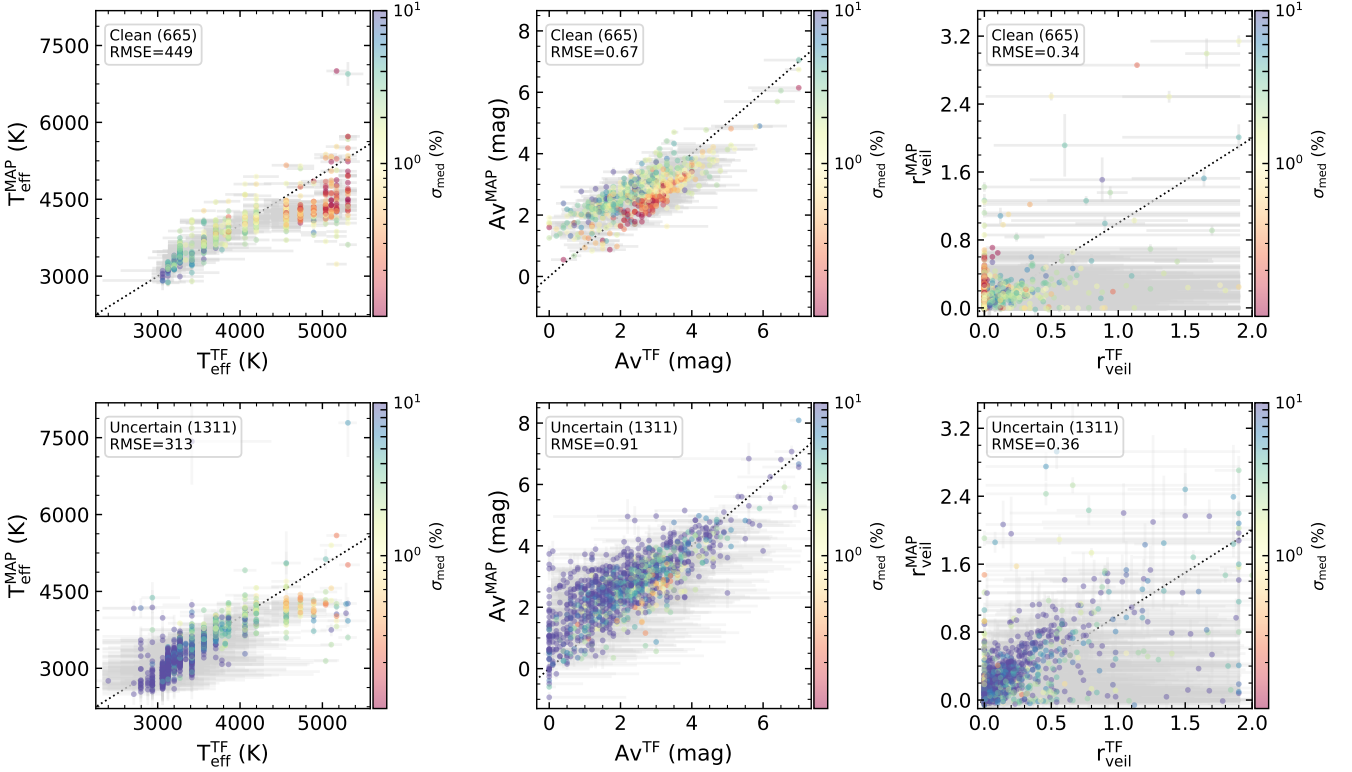 Clean (665)
RMSE=449
7500
6000
4500
3000
T_eff^MAP (K)
3000 4000 5000
T_eff^TF (K)
10^1
10^0
σ_med (%)
Clean (665)
RMSE=0.67
8
6
4
2
0
Av^MAP (mag)
0 2 4 6
Av^TF (mag)
10^1
10^0
σ_med (%)
Clean (665)
RMSE=0.34
3.2
2.4
1.6
0.8
0.0
r_veil^MAP
0.0 0.5 1.0 1.5 2.0
r_veil^TF
10^1
10^0
σ_med (%)
Uncertain (1311)
RMSE=313
7500
6000
4500
3000
T_eff^MAP (K)
3000 4000 5000
T_eff^TF (K)
10^1
10^0
σ_med (%)
Uncertain (1311)
RMSE=0.91
8
6
4
2
0
Av^MAP (mag)
0 2 4 6
Av^TF (mag)
10^1
10^0
σ_med (%)
Uncertain (1311)
RMSE=0.36
3.2
2.4
1.6
0.8
0.0
r_veil^MAP
0.0 0.5 1.0 1.5 2.0
r_veil^TF
10^1
10^0
σ_med (%)